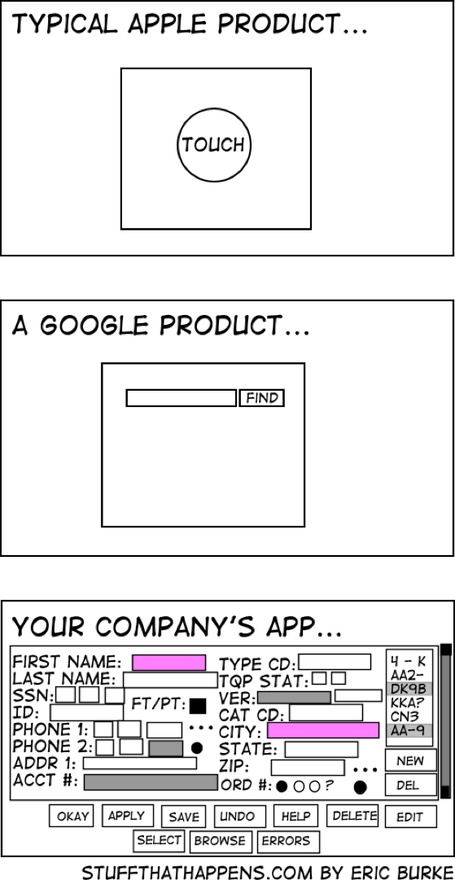 TYPICAL APPLE PRODUCT...
TOUCH
A GOOGLE PRODUCT...
FIND
YOUR COMPANY'S APP...
FIRST NAME:
TYPE CD:
4 - K
LAST NAME:
TQP STAT:
AA2-
SSN:
FT/PT:
VER:
DK9B
ID:
CAT CD:
KKA?
PHONE 1:
...
CITY:
CN3
PHONE 2:
STATE:
AA-9
ADDR 1:
ZIP:
...
NEW
ACCT #:
ORD #:
?
DEL
OKAY
APPLY
SAVE
UNDO
HELP
DELETE
EDIT
SELECT
BROWSE
ERRORS
STUFFTHATHAPPENS.COM BY ERIC BURKE